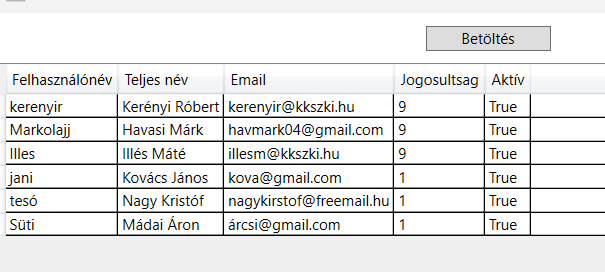 Betöltés
Felhasználónév Teljes név Email Jogosultsag Aktív
kerenyir Kerényi Róbert kerenyir@kkszki.hu 9 True
Markolajj Havasi Márk havmark04@gmail.com 9 True
Illes Illés Máté illesm@kkszki.hu 9 True
jani Kovács János kova@gmail.com 1 True
tesó Nagy Kristóf nagykirstof@freemail.hu 1 True
Süti Mádai Áron árcsi@gmail.com 1 True